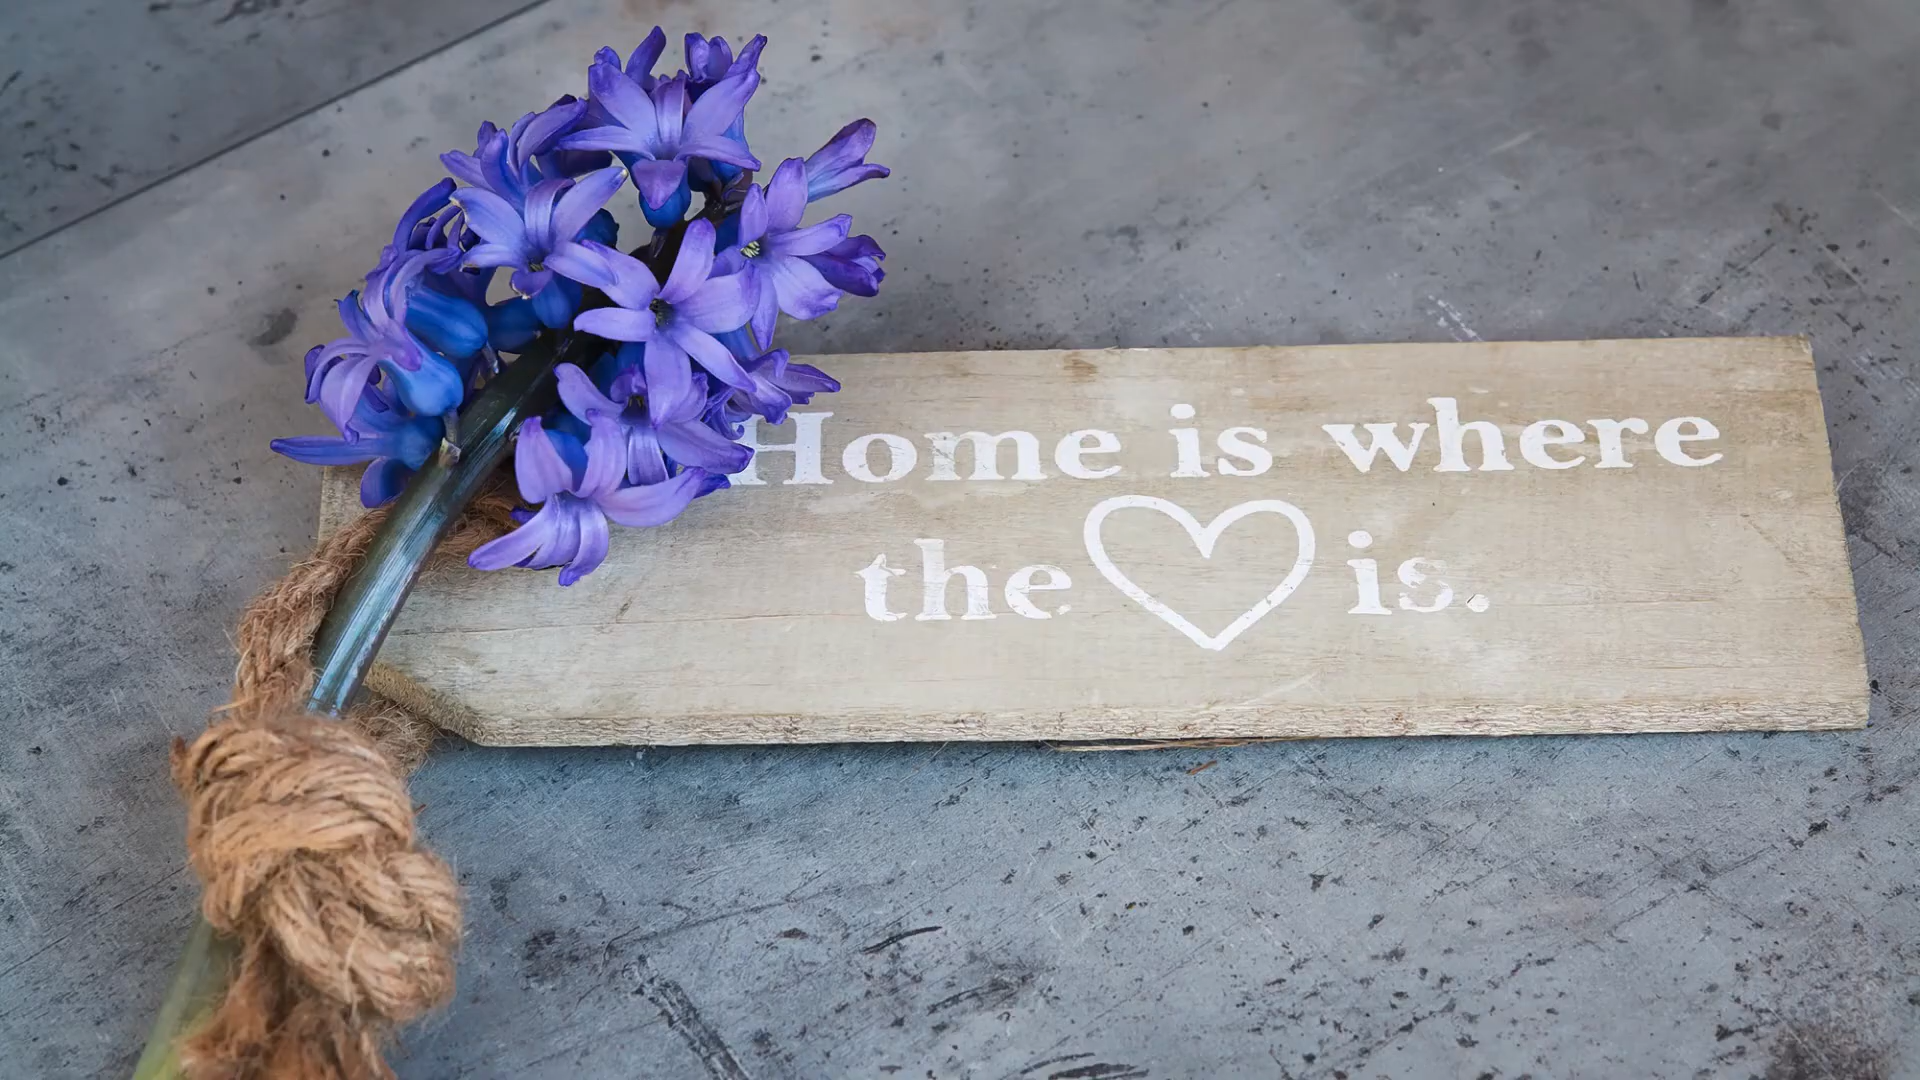 Home is where
the ♡ is.